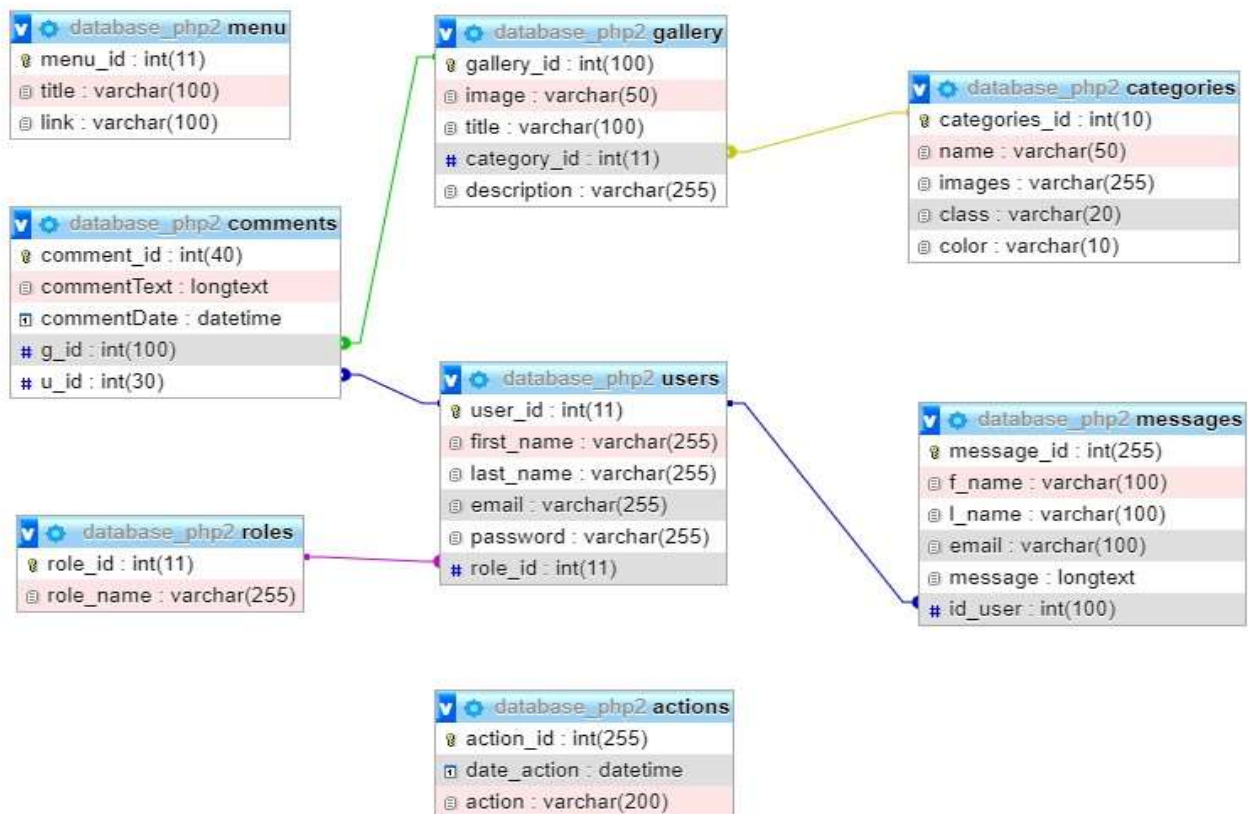 database_php2 menu
menu_id : int(11)
title : varchar(100)
link : varchar(100)
database_php2 gallery
gallery_id : int(100)
image : varchar(50)
title : varchar(100)
# category_id : int(11)
description : varchar(255)
database_php2 categories
categories_id : int(10)
name : varchar(50)
images : varchar(255)
class : varchar(20)
color : varchar(10)
database_php2 comments
comment_id : int(40)
commentText : longtext
commentDate : datetime
# g_id : int(100)
# u_id : int(30)
database_php2 users
user_id : int(11)
first_name : varchar(255)
last_name : varchar(255)
email : varchar(255)
password : varchar(255)
# role_id : int(11)
database_php2 messages
message_id : int(255)
f_name : varchar(100)
l_name : varchar(100)
email : varchar(100)
message : longtext
# id_user : int(100)
database_php2 roles
role_id : int(11)
role_name : varchar(255)
database_php2 actions
action_id : int(255)
date_action : datetime
action : varchar(200)